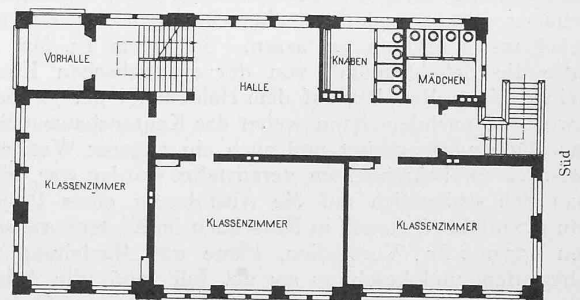 VORHALLE
HALLE
KNABEN
MÄDCHEN
KLASSENZIMMER
KLASSENZIMMER
KLASSENZIMMER
Süd